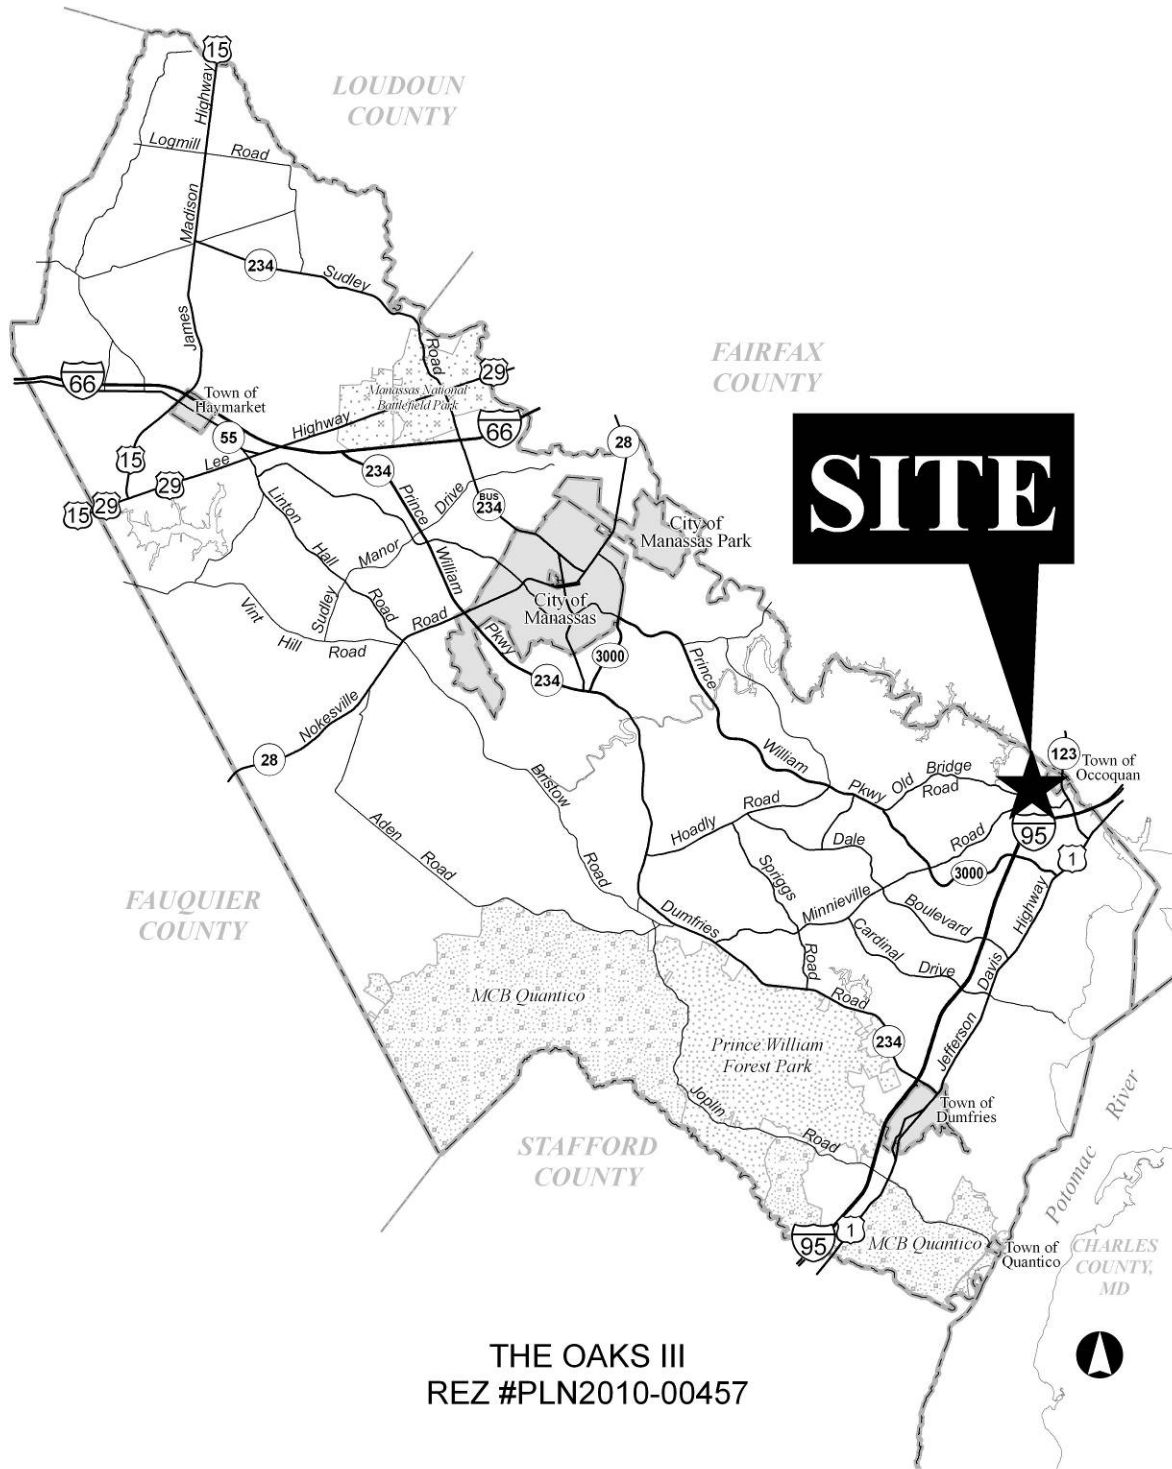 15
LOUDOUN
COUNTY
Highway
Logmill Road
Madison
234
Sudley
James
Road
FAIRFAX
COUNTY
29
66
Manassas National
Battlefield Park
Town of
Haymarket
Highway
66
55
28
SITE
15
Lee
234
29
29
15
Linton
Prince
Drive
BUS
234
City of
Manassas Park
Hall
Manor
William
Vint
Sudley
Road
Road
City of
Manassas
Hill
Road
Pkwy
3000
Prince
234
Nokesville
28
William
123
Town of
Occoquan
Bridge
Old
Road
Pkwy
Bristow
Road
Hoadly
Aden
Road
Dale
Road
95
1
Road
Spriggs
3000
Minnieville
Boulevard
Highway
FAUQUIER
COUNTY
Dumfries
Cardinal
Drive
Road
Davis
MCB Quantico
Road
234
Jefferson
Prince William
Forest Park
Joplin
Road
Town of
Dumfries
River
Potomac
STAFFORD
COUNTY
95
1
MCB Quantico
Town of
Quantico
CHARLES
COUNTY,
MD
THE OAKS III
REZ #PLN2010-00457